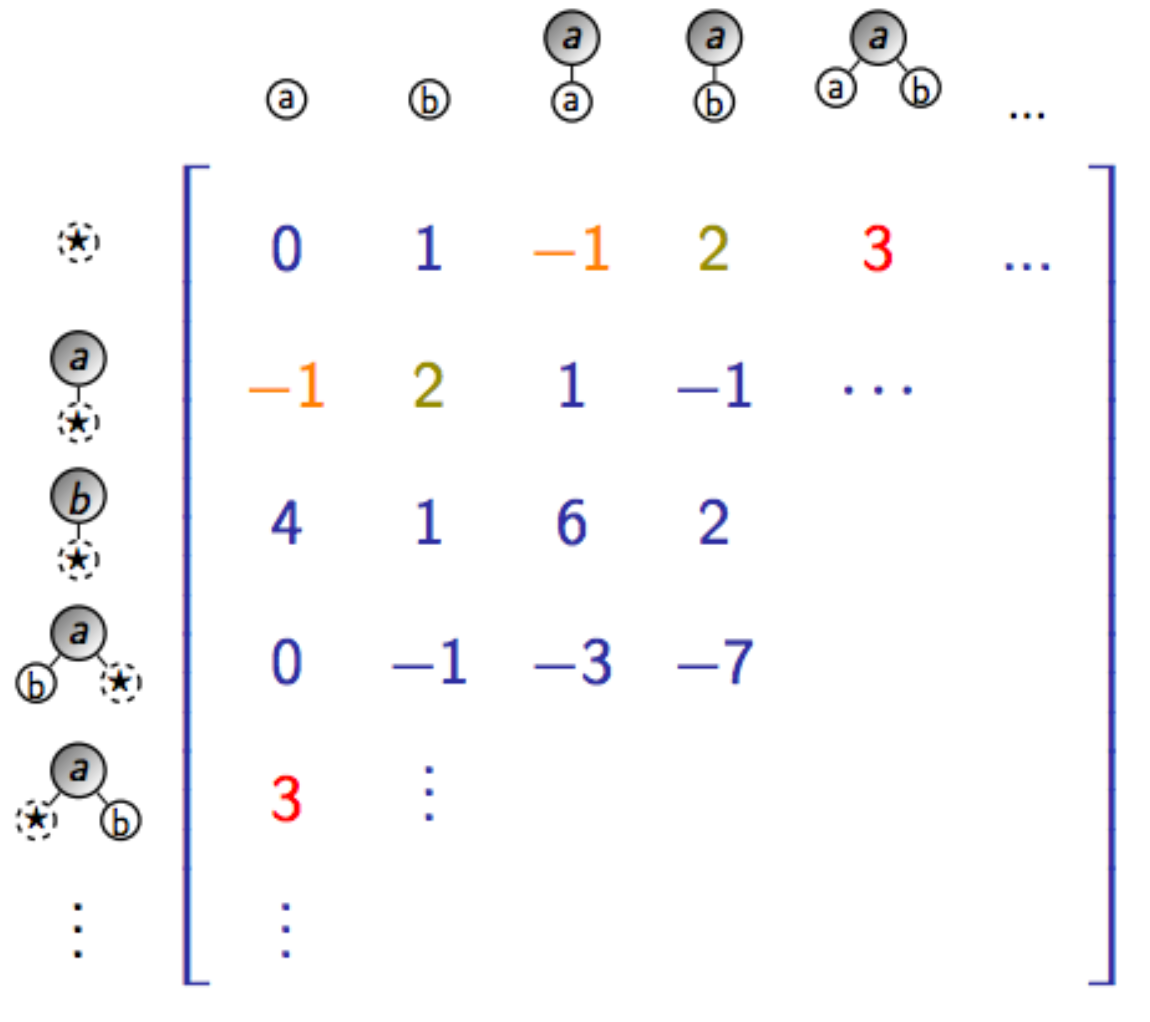 a a a
a b a b a b ...
★ 0 1 −1 2 3 ...
a
★ −1 2 1 −1 ⋯
b
★ 4 1 6 2
a
b ★ 0 −1 −3 −7
a
★ b 3 ⋮
⋮ ⋮